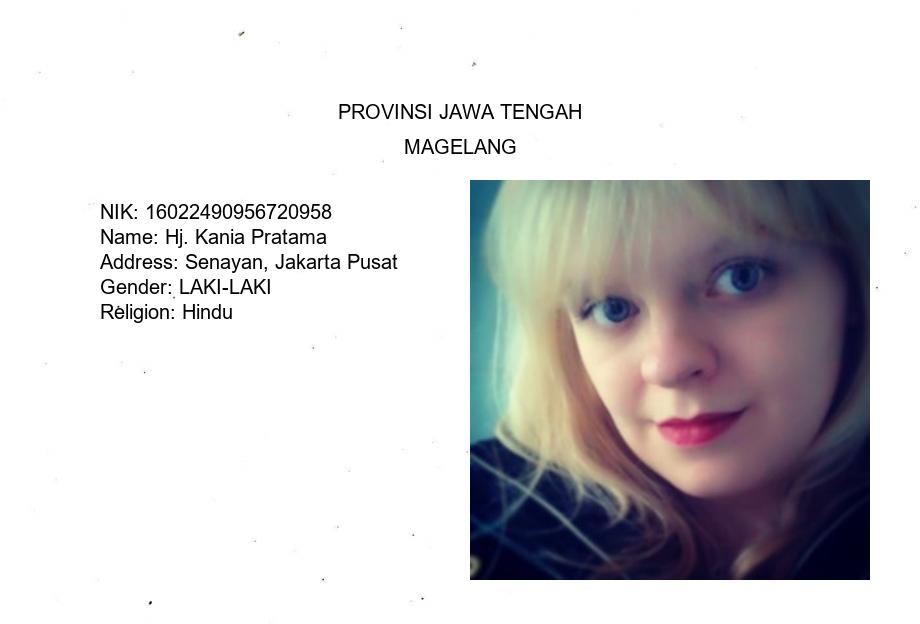 PROVINSI JAWA TENGAH
MAGELANG
NIK: 16022490956720958
Name: Hj. Kania Pratama
Address: Senayan, Jakarta Pusat
Gender: LAKI-LAKI
Religion: Hindu